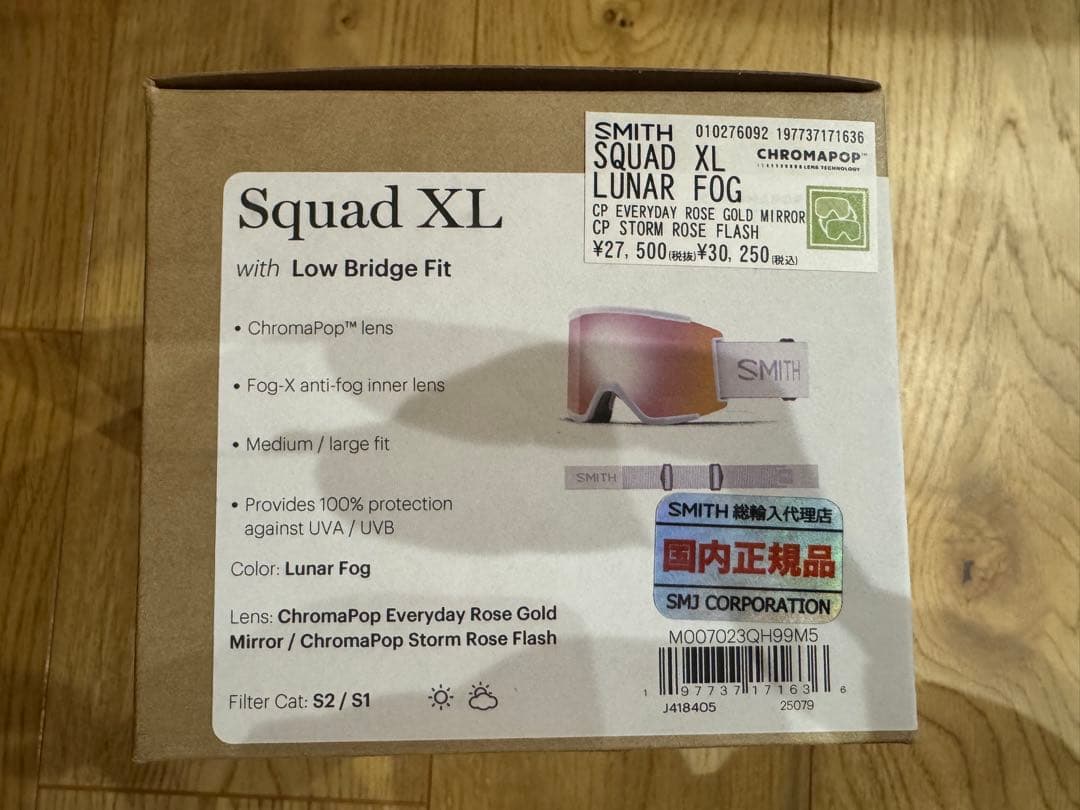 SMITH 010276092 197737171636
SQUAD XL
CHROMAPOP™
LENS TECHNOLOGY
LUNAR FOG
CP EVERYDAY ROSE GOLD MIRROR
CP STORM ROSE FLASH
¥27,500(税抜)¥30,250(税込)
Squad XL
with Low Bridge Fit
• ChromaPop™ lens
• Fog-X anti-fog inner lens
• Medium / large fit
• Provides 100% protection
against UVA / UVB
Color: Lunar Fog
Lens: ChromaPop Everyday Rose Gold
Mirror / ChromaPop Storm Rose Flash
Filter Cat: S2 / S1
SMITH
SMITH
SMITH 総輸入代理店
国内正規品
SMJ CORPORATION
M007023QH99M5
1 97737 17163 6
J418405 25079